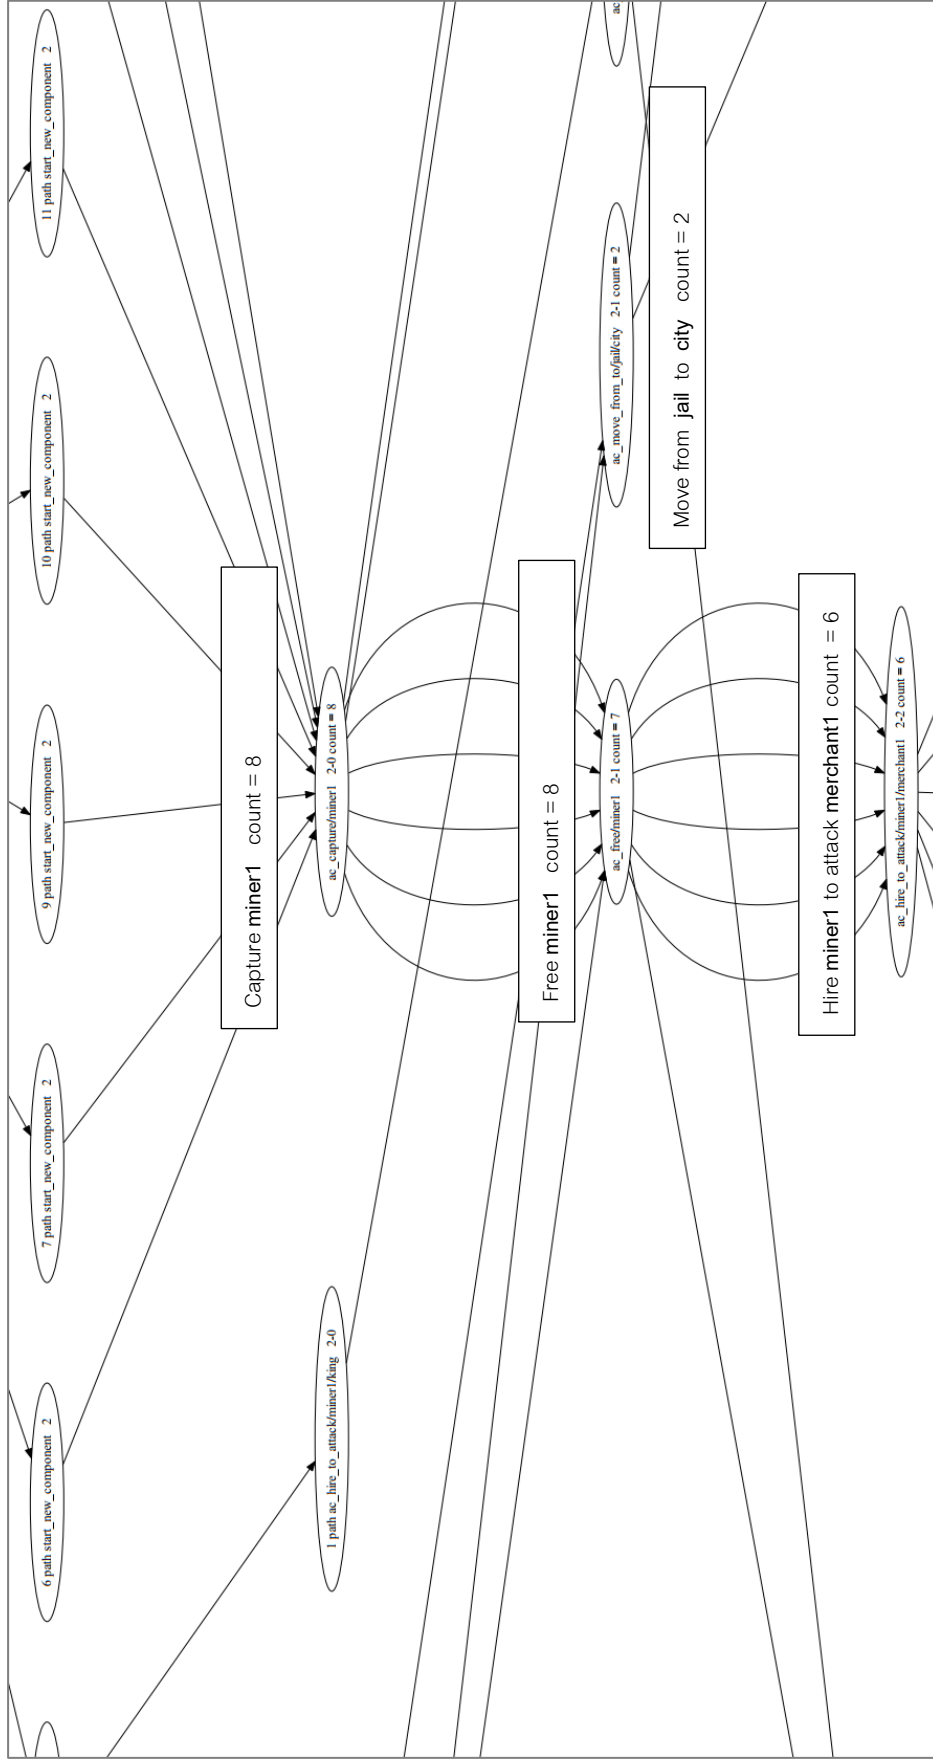 6 path start_new_component 2
7 path start_new_component 2
9 path start_new_component 2
10 path start_new_component 2
11 path start_new_component 2
Capture miner1 count = 8
1 path ac_hire_to_attack/miner1/king 2-0
ac_capture/miner1 2-0 count = 8
Free miner1 count = 8
ac_free/miner1 2-1 count = 7
ac_move_from_to/jail/city 2-1 count = 2
ac
Move from jail to city count = 2
Hire miner1 to attack merchant1 count = 6
ac_hire_to_attack/miner1/merchant1 2-2 count = 6